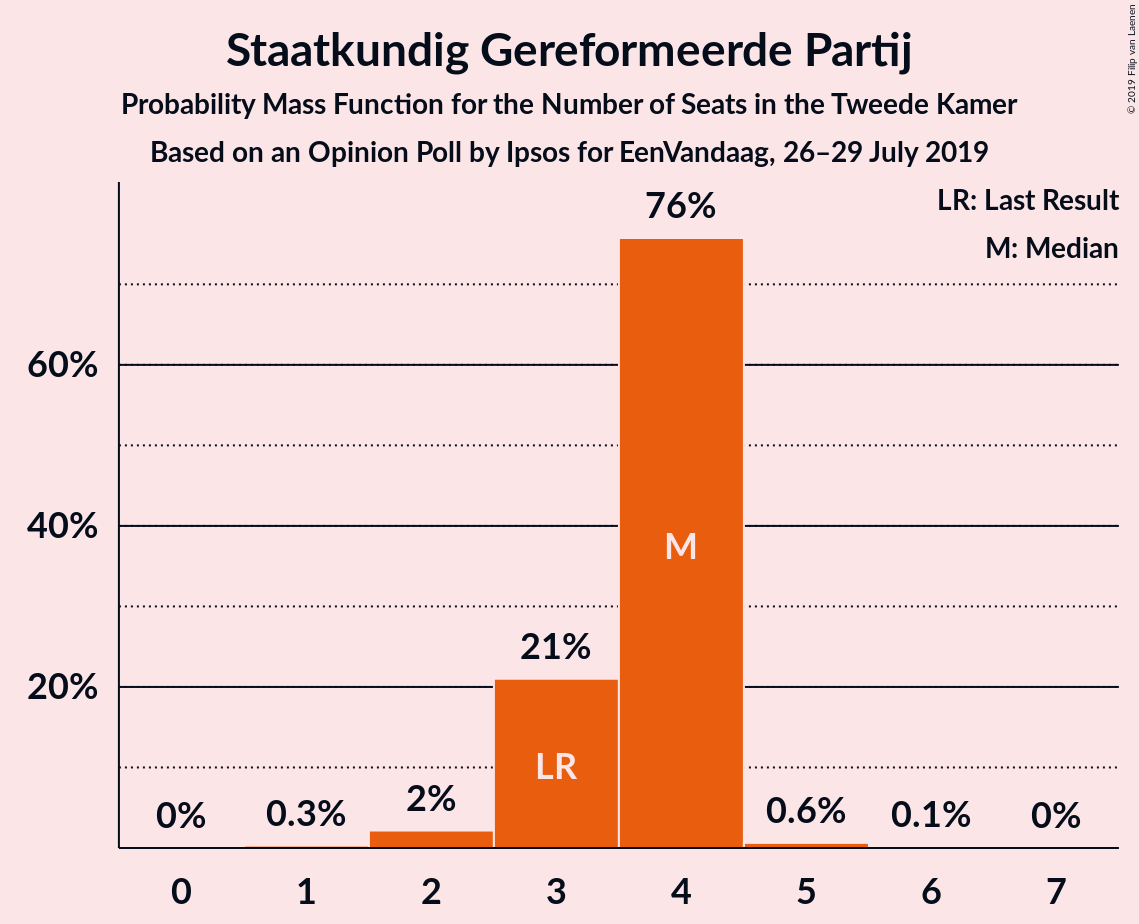 Staatkundig Gereformeerde Partij
Probability Mass Function for the Number of Seats in the Tweede Kamer
Based on an Opinion Poll by Ipsos for EenVandaag, 26–29 July 2019
© 2019 Filip van Laenen
LR: Last Result
M: Median
60%
40%
20%
0%
0.3%
2%
21%
LR
76%
M
0.6%
0.1%
0%
0 1 2 3 4 5 6 7